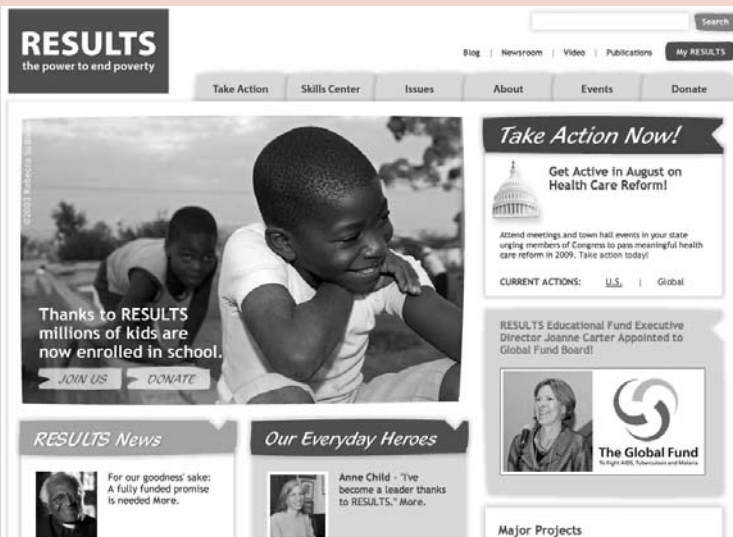 Search
RESULTS
the power to end poverty
Blog | Newsroom | Video | Publications
My RESULTS
Take Action
Skills Center
Issues
About
Events
Donate
Thanks to RESULTS
millions of kids are
now enrolled in school.
JOIN US
DONATE
Take Action Now!
Get Active in August on
Health Care Reform!
Attend meetings and town hall events in your state
urging members of Congress to pass meaningful health
care reform in 2009. Take action today!
CURRENT ACTIONS: U.S. | Global
RESULTS Educational Fund Executive
Director Joanne Carter Appointed to
Global Fund Board!
The Global Fund
To Fight AIDS, Tuberculosis and Malaria
RESULTS News
For our goodness' sake:
A fully funded promise
is needed More.
Our Everyday Heroes
Anne Child - "I've
become a leader thanks
to RESULTS." More.
Major Projects